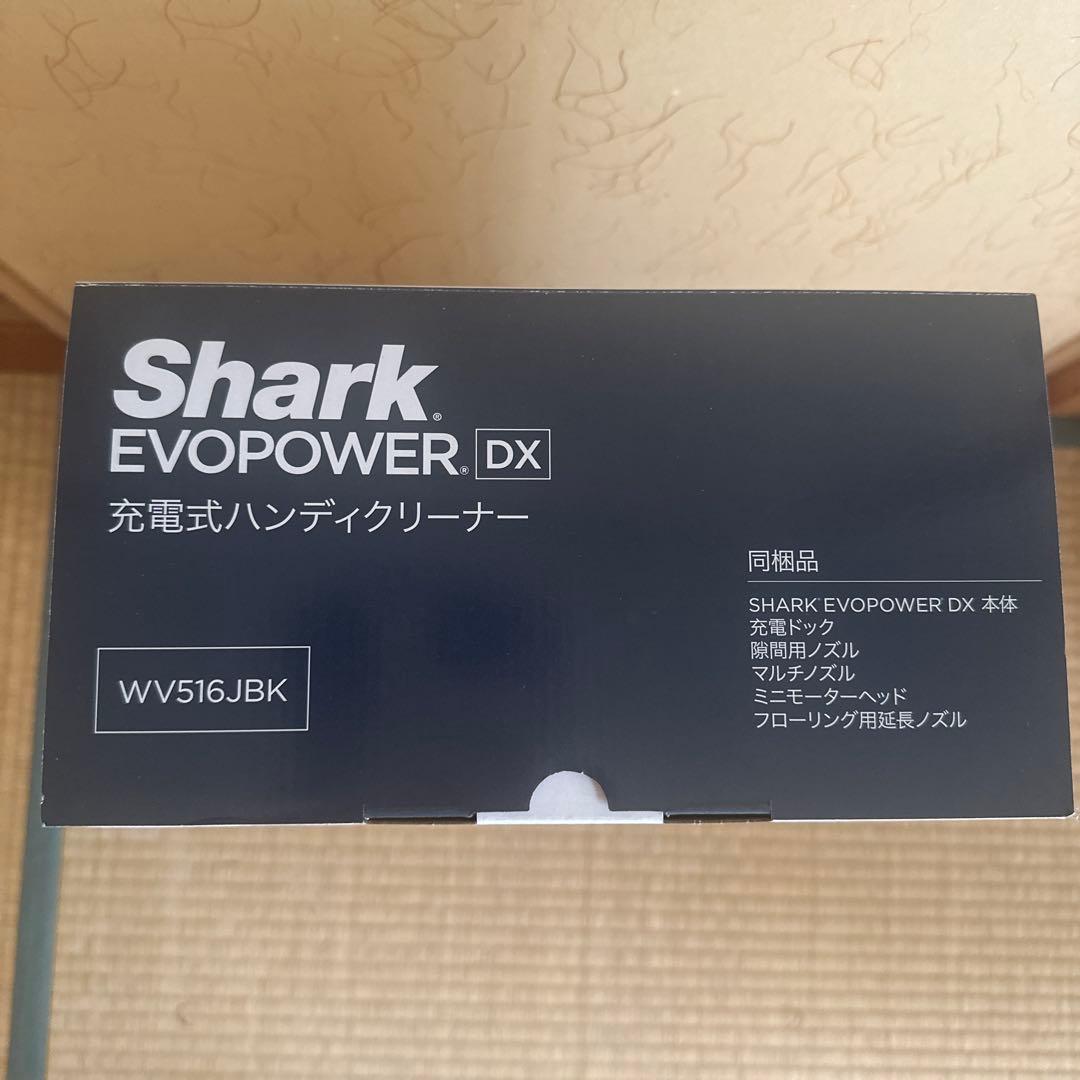 Shark®
EVOPOWER® DX
充電式ハンディクリーナー
WV516JBK
同梱品
SHARK® EVOPOWER® DX 本体
充電ドック
隙間用ノズル
マルチノズル
ミニモーターヘッド
フローリング用延長ノズル